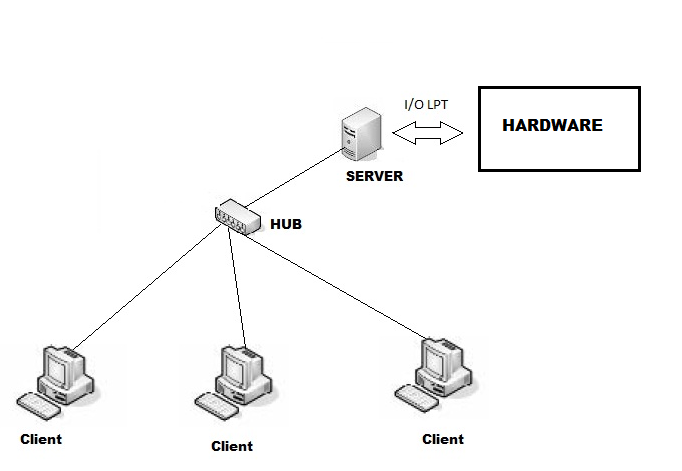 I/O LPT
HARDWARE
SERVER
HUB
Client
Client
Client